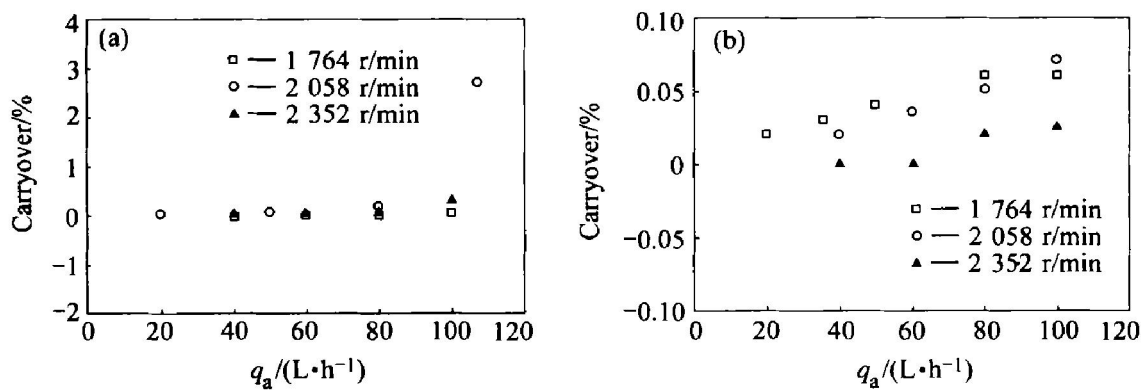 (a)
□ — 1 764 r/min
○ — 2 058 r/min
▲ — 2 352 r/min
4
3
2
1
0
−1
−2
Carryover/%
0 20 40 60 80 100 120
qₐ/(L·h⁻¹)
(b)
0.10
0.05
0
−0.05
−0.10
Carryover/%
□ — 1 764 r/min
○ — 2 058 r/min
▲ — 2 352 r/min
0 20 40 60 80 100 120
qₐ/(L·h⁻¹)